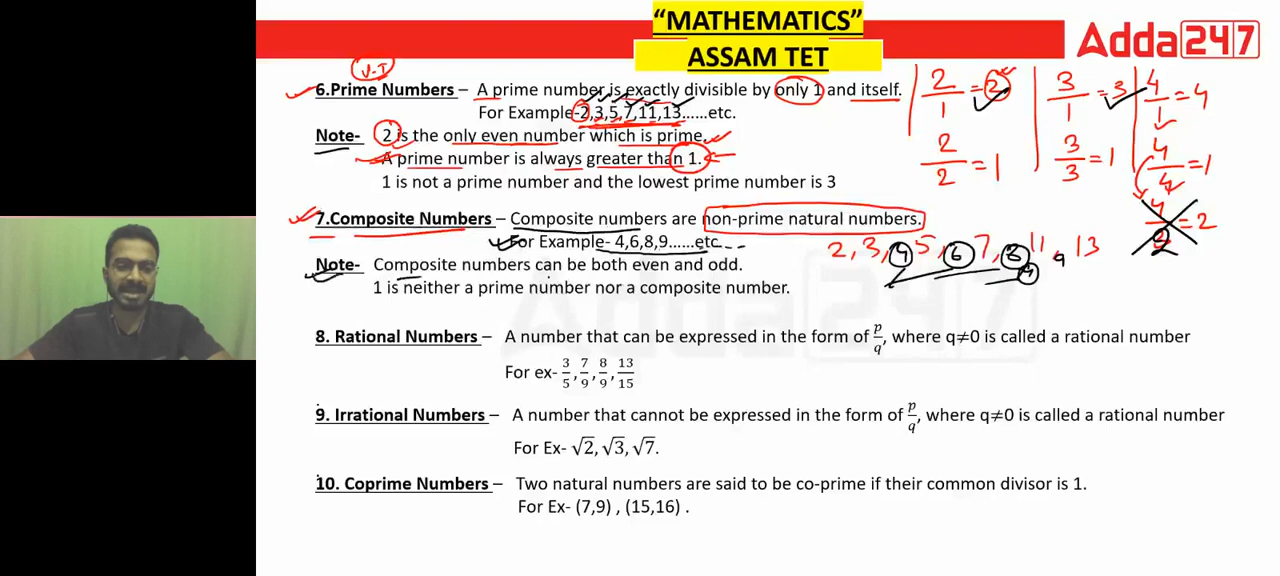 “MATHEMATICS”
ASSAM TET
Adda247
V.I
6.Prime Numbers – A prime number is exactly divisible by only 1 and itself.
For Example-2,3,5,7,11,13......etc.
Note- 2 is the only even number which is prime.
A prime number is always greater than 1.
1 is not a prime number and the lowest prime number is 3
2/1 = 2
2/2 = 1
3/1 = 3
3/3 = 1
4/1 = 4
4/4 = 1
4/2 = 2
7.Composite Numbers – Composite numbers are non-prime natural numbers.
For Example- 4,6,8,9......etc
2, 3, 4, 5, 6, 7, 8, 9, 11, 13
9
Note- Composite numbers can be both even and odd.
1 is neither a prime number nor a composite number.
8. Rational Numbers – A number that can be expressed in the form of p/q, where q≠0 is called a rational number
For ex- 3/5, 7/9, 8/9, 13/15
9. Irrational Numbers – A number that cannot be expressed in the form of p/q, where q≠0 is called a rational number
For Ex- √2, √3, √7.
10. Coprime Numbers – Two natural numbers are said to be co-prime if their common divisor is 1.
For Ex- (7,9) , (15,16) .